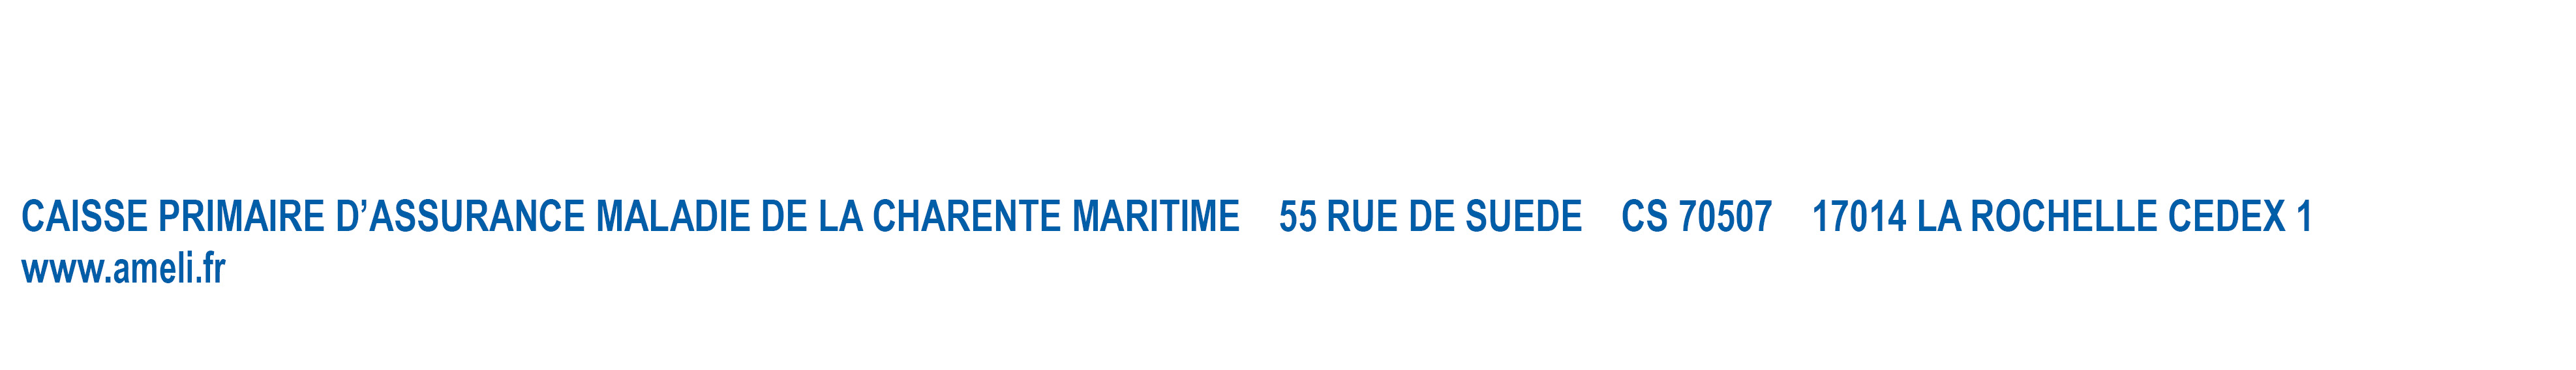 CAISSE PRIMAIRE D’ASSURANCE MALADIE DE LA CHARENTE MARITIME 55 RUE DE SUEDE CS 70507 17014 LA ROCHELLE CEDEX 1
www.ameli.fr